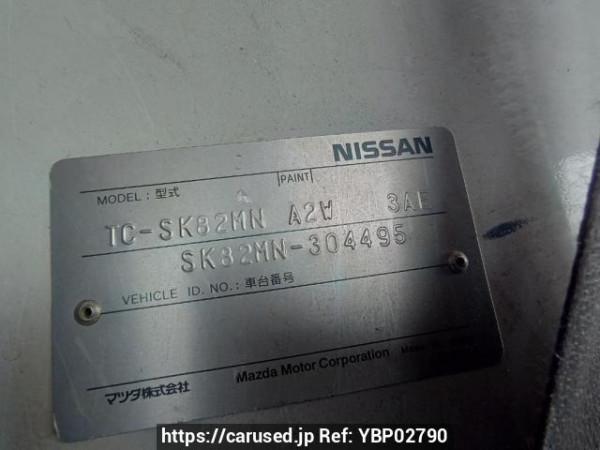 NISSAN
MODEL : 型式 PAINT
TC-SK82MN A2W 3AE
SK82MN-304495
VEHICLE ID. NO. : 車台番号
マツダ株式会社 Mazda Motor Corporation
https://carused.jp Ref: YBP02790